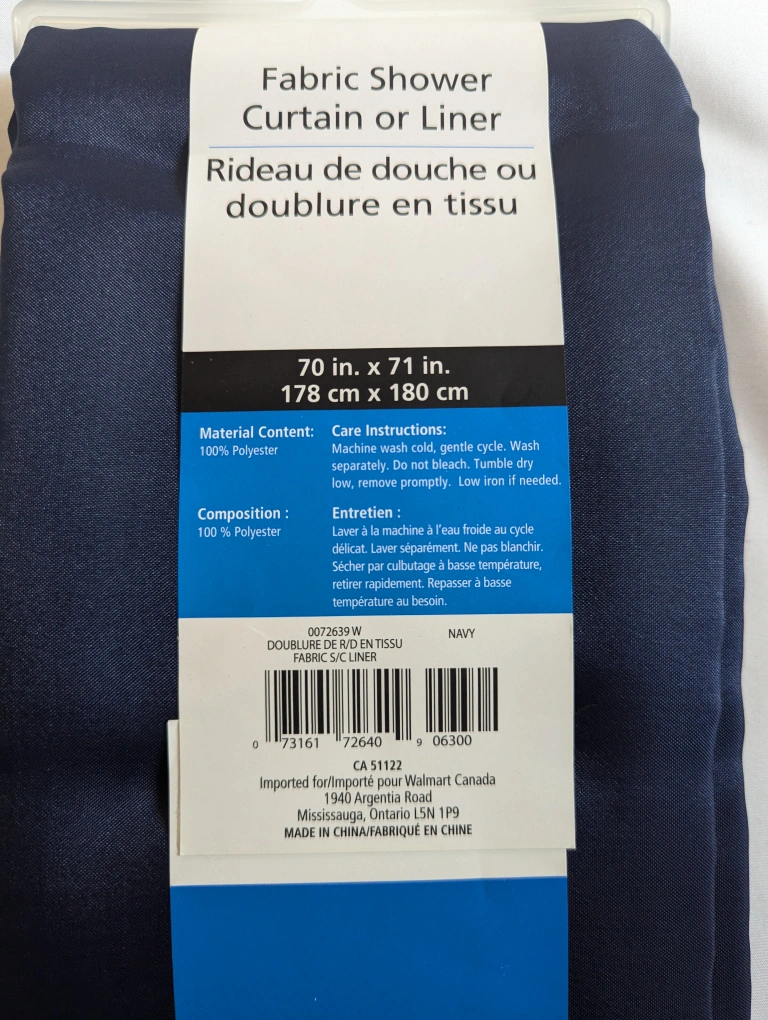 Fabric Shower
Curtain or Liner
Rideau de douche ou
doublure en tissu
70 in. x 71 in.
178 cm x 180 cm
Material Content:
100% Polyester
Care Instructions:
Machine wash cold, gentle cycle. Wash
separately. Do not bleach. Tumble dry
low, remove promptly. Low iron if needed.
Composition :
100 % Polyester
Entretien :
Laver à la machine à l'eau froide au cycle
délicat. Laver séparément. Ne pas blanchir.
Sécher par culbutage à basse température,
retirer rapidement. Repasser à basse
température au besoin.
0072639 W
DOUBLURE DE R/D EN TISSU
FABRIC S/C LINER
NAVY
0 73161 72640 9 06300
CA 51122
Imported for/Importé pour Walmart Canada
1940 Argentia Road
Mississauga, Ontario L5N 1P9
MADE IN CHINA/FABRIQUÉ EN CHINE